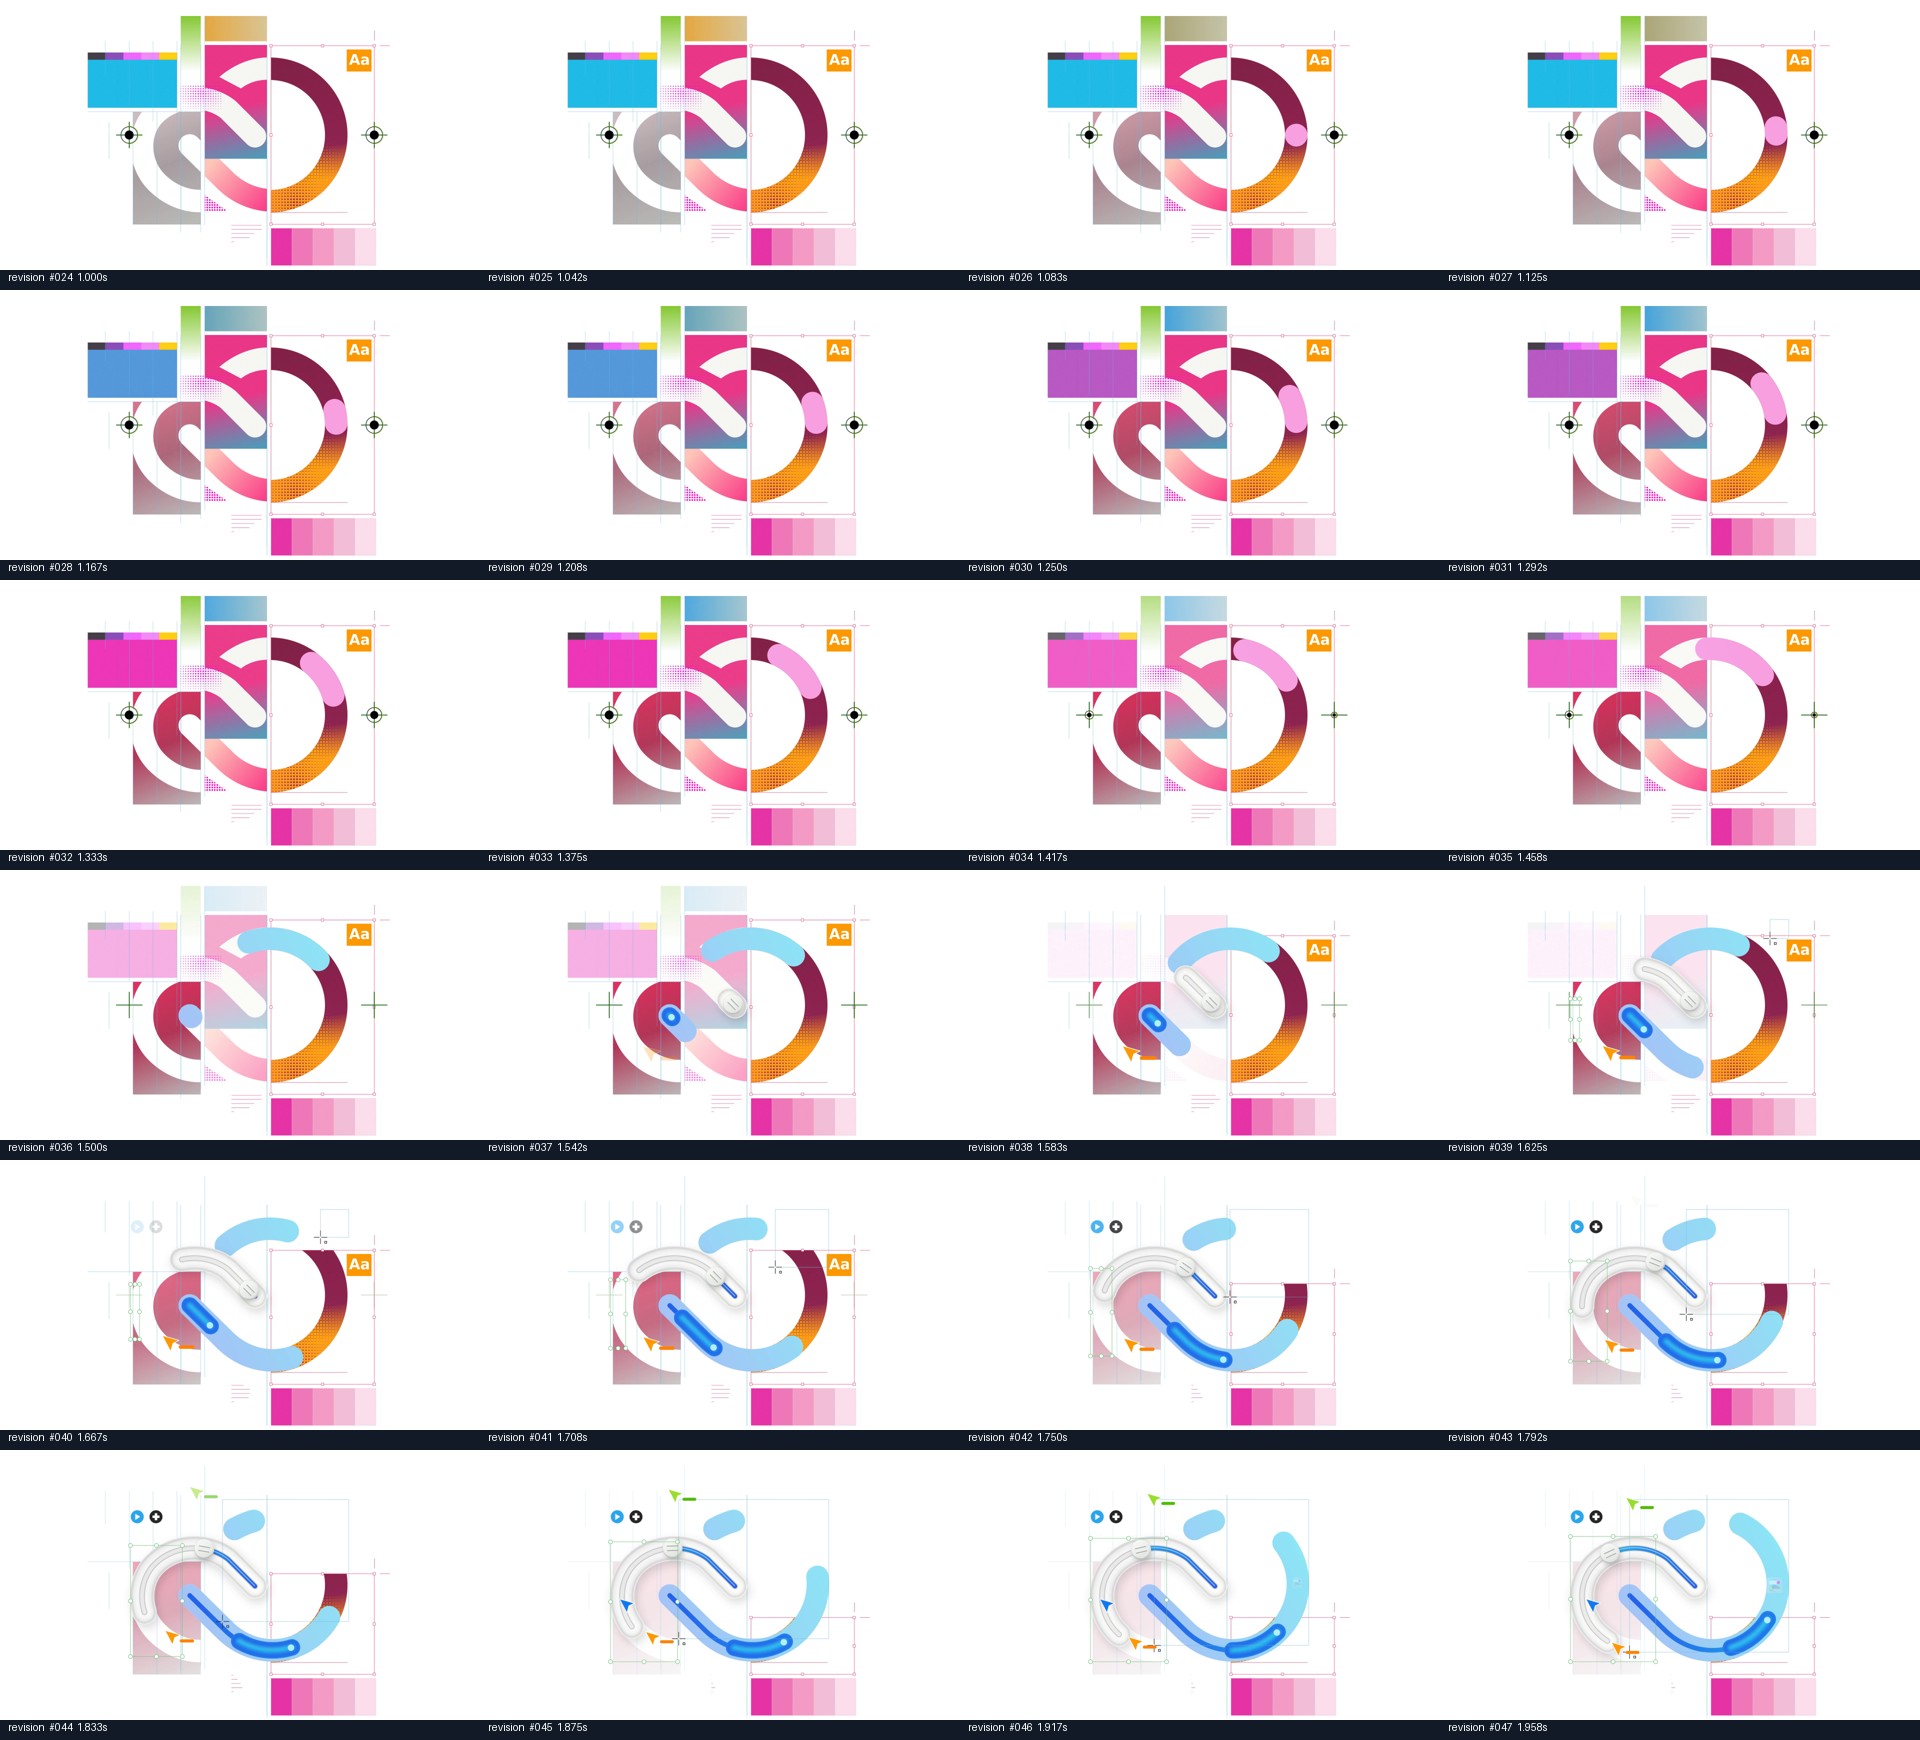 Aa
Aa
Aa
Aa
revision #024 1.000s
revision #025 1.042s
revision #026 1.083s
revision #027 1.125s
Aa
Aa
Aa
Aa
revision #028 1.167s
revision #029 1.208s
revision #030 1.250s
revision #031 1.292s
Aa
Aa
Aa
Aa
revision #032 1.333s
revision #033 1.375s
revision #034 1.417s
revision #035 1.458s
Aa
Aa
Aa
Aa
revision #036 1.500s
revision #037 1.542s
revision #038 1.583s
revision #039 1.625s
Aa
Aa
revision #040 1.667s
revision #041 1.708s
revision #042 1.750s
revision #043 1.792s
revision #044 1.833s
revision #045 1.875s
revision #046 1.917s
revision #047 1.958s